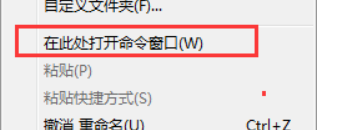 自定义文件夹(F)...
在此处打开命令窗口(W)
粘贴(P)
粘贴快捷方式(S)
撤消 重命名(U) Ctrl+Z